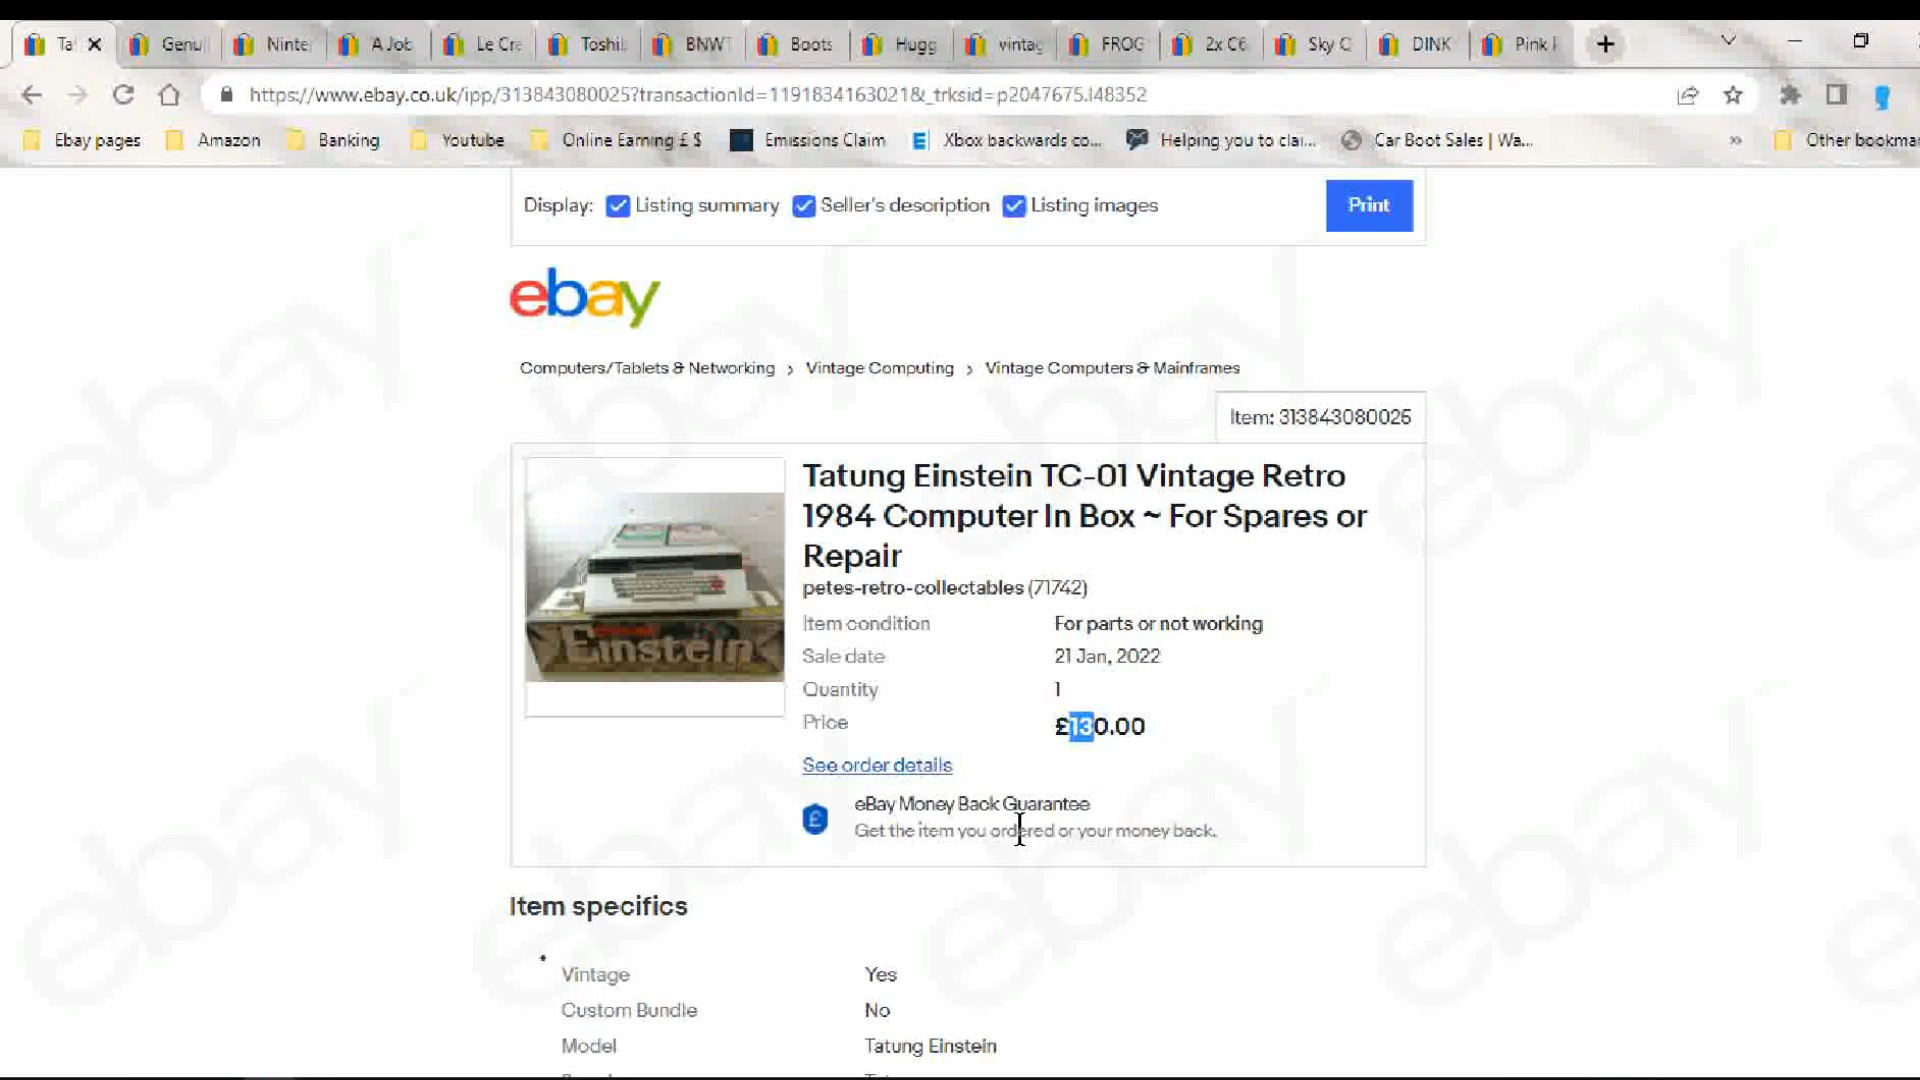 Ta
Genui
Ninte
A Job
Le Cre
Toshil
BNWT
Boots
Hugg
vintag
FROG
2x C6
Sky C
DINK
Pink
https://www.ebay.co.uk/ipp/313843080025?transactionId=1191834163021&_trksid=p2047675.l48352
Ebay pages
Amazon
Banking
Youtube
Online Earning £ $
Emissions Claim
Xbox backwards co...
Helping you to clai...
Car Boot Sales | Wa...
»
Other bookma
Display: Listing summary Seller's description Listing images
Print
ebay
Computers/Tablets & Networking > Vintage Computing > Vintage Computers & Mainframes
Item: 313843080025
Einstein
Tatung Einstein TC-01 Vintage Retro
1984 Computer In Box ~ For Spares or
Repair
petes-retro-collectables (71742)
Item condition For parts or not working
Sale date 21 Jan, 2022
Quantity 1
Price £130.00
See order details
eBay Money Back Guarantee
Get the item you ordered or your money back.
Item specifics
Vintage Yes
Custom Bundle No
Model Tatung Einstein